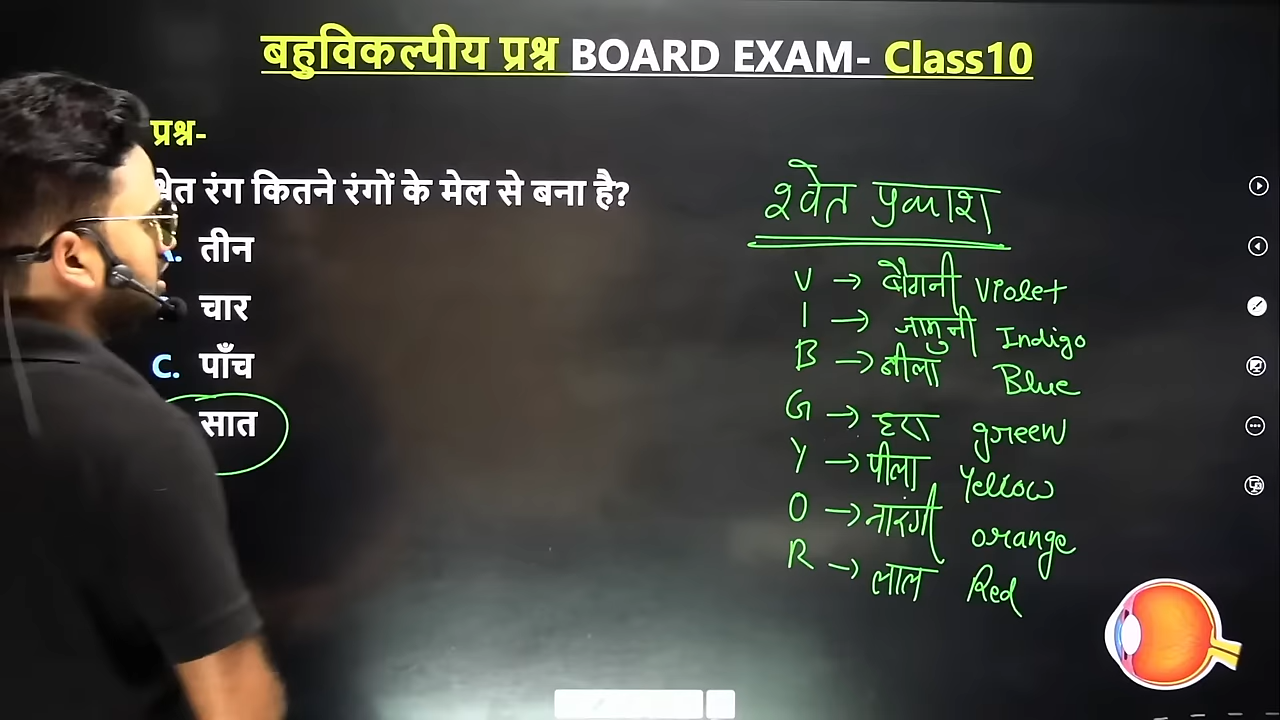 बहुविकल्पीय प्रश्न BOARD EXAM- Class10
प्रश्न-
श्वेत रंग कितने रंगों के मेल से बना है?
तीन
चार
C. पाँच
सात
श्वेत प्रकाश
V → बैगनी Violet
I → जामुनी Indigo
B → नीला Blue
G → हरा green
Y → पीला Yellow
O → नारंगी orange
R → लाल Red